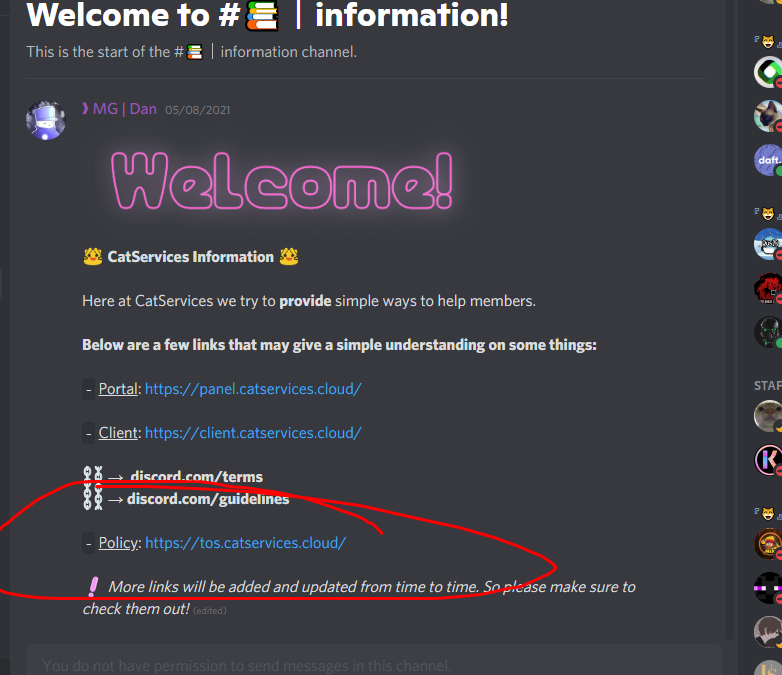 Welcome to #📚 | information!
This is the start of the #📚 | information channel.
MG | Dan 05/08/2021
Welcome!
CatServices Information
Here at CatServices we try to provide simple ways to help members.
Below are a few links that may give a simple understanding on some things:
- Portal: https://panel.catservices.cloud/
- Client: https://client.catservices.cloud/
→ discord.com/terms
→ discord.com/guidelines
- Policy: https://tos.catservices.cloud/
More links will be added and updated from time to time. So please make sure to
check them out! (edited)
You do not have permission to send messages in this channel.
daft.
STAF